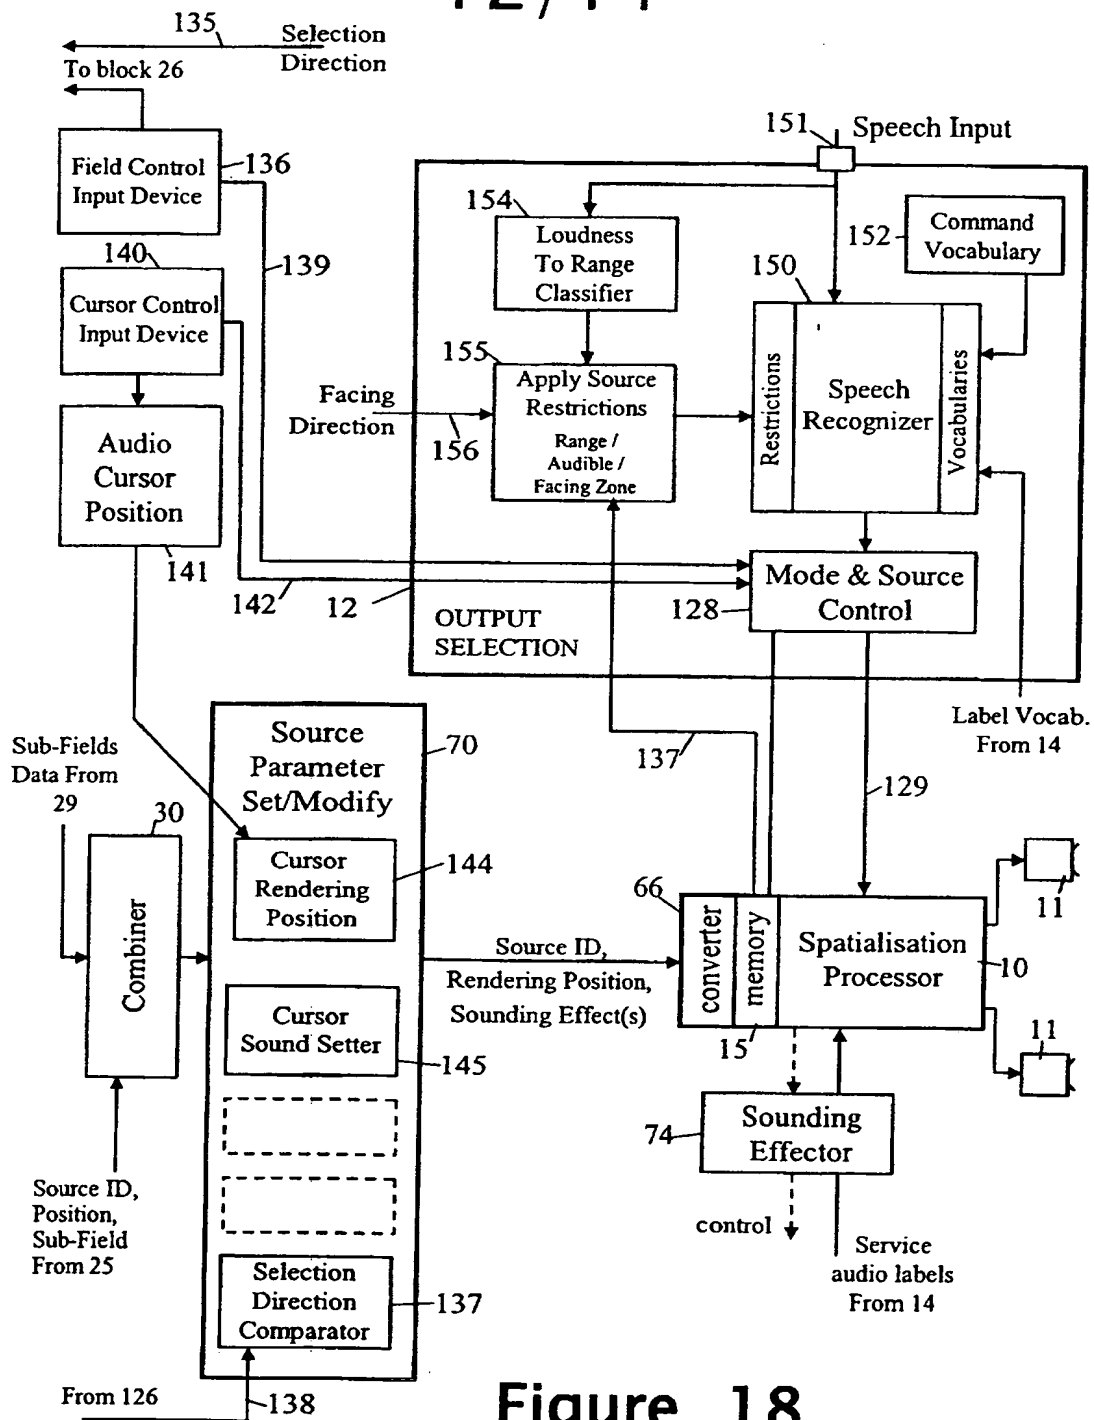 135
Selection
Direction
To block 26
Field Control
Input Device
136
140
139
Cursor Control
Input Device
Audio
Cursor
Position
141
142
12
151
Speech Input
154
Loudness
To Range
Classifier
152
Command
Vocabulary
150
155
Apply Source
Restrictions
Range /
Audible /
Facing Zone
Facing
Direction
156
Restrictions
Speech
Recognizer
Vocabularies
Mode & Source
Control
128
OUTPUT
SELECTION
Label Vocab.
From 14
137
129
Sub-Fields
Data From
29
30
Combiner
Source ID,
Position,
Sub-Field
From 25
Source
Parameter
Set/Modify
70
Cursor
Rendering
Position
144
Cursor
Sound Setter
145
Selection
Direction
Comparator
137
From 126
138
Source ID,
Rendering Position,
Sounding Effect(s)
66
converter
memory
15
Spatialisation
Processor
10
11
11
74
Sounding
Effector
control
Service
audio labels
From 14
Figure 18